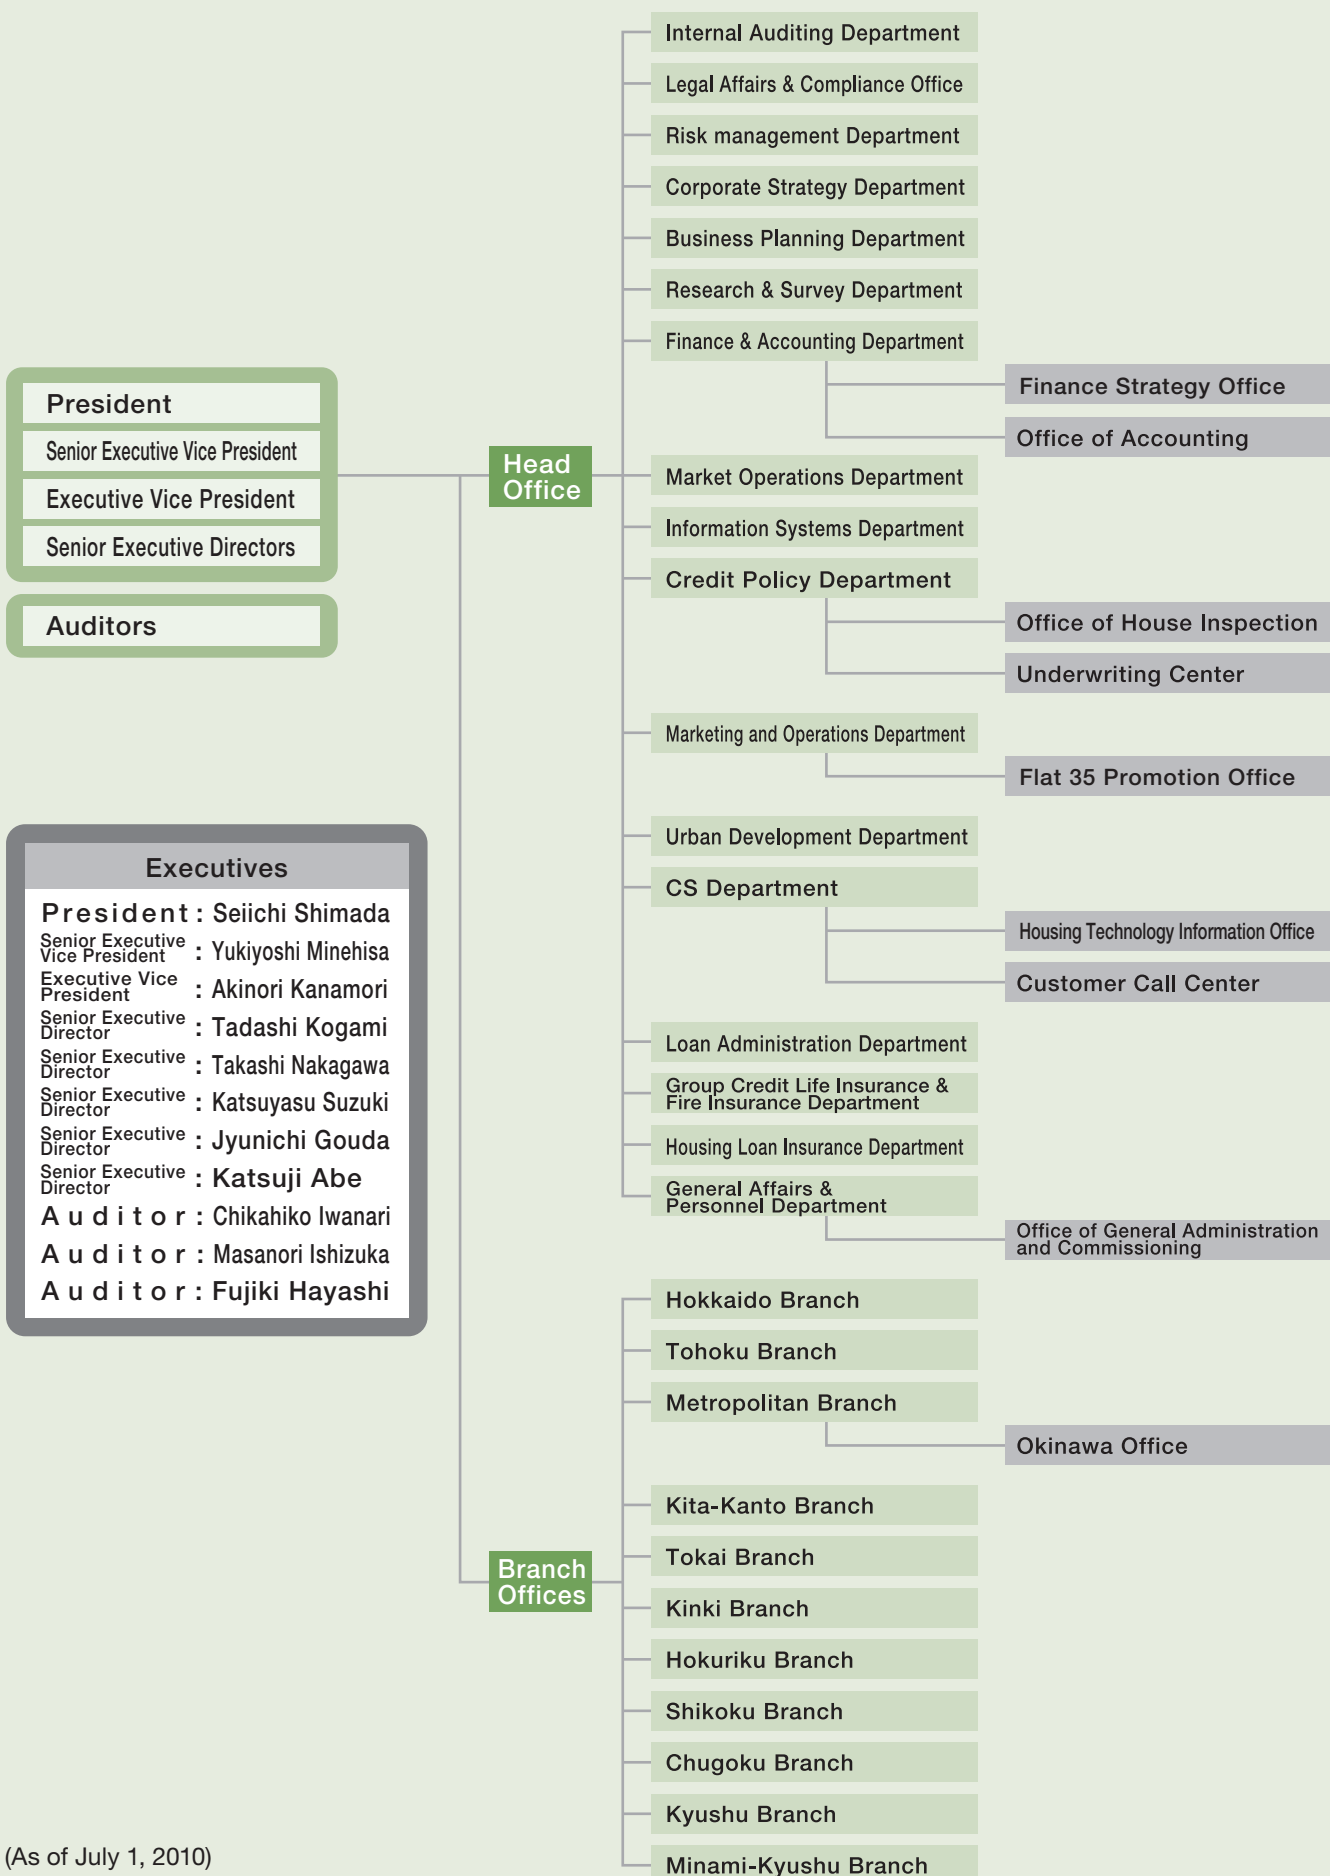 President
Senior Executive Vice President
Executive Vice President
Senior Executive Directors
Auditors
Executives
President : Seiichi Shimada
Senior Executive
Vice President : Yukiyoshi Minehisa
Executive Vice
President : Akinori Kanamori
Senior Executive
Director : Tadashi Kogami
Senior Executive
Director : Takashi Nakagawa
Senior Executive
Director : Katsuyasu Suzuki
Senior Executive
Director : Jyunichi Gouda
Senior Executive
Director : Katsuji Abe
Auditor : Chikahiko Iwanari
Auditor : Masanori Ishizuka
Auditor : Fujiki Hayashi
Head
Office
Internal Auditing Department
Legal Affairs & Compliance Office
Risk management Department
Corporate Strategy Department
Business Planning Department
Research & Survey Department
Finance & Accounting Department
Finance Strategy Office
Office of Accounting
Market Operations Department
Information Systems Department
Credit Policy Department
Office of House Inspection
Underwriting Center
Marketing and Operations Department
Flat 35 Promotion Office
Urban Development Department
CS Department
Housing Technology Information Office
Customer Call Center
Loan Administration Department
Group Credit Life Insurance &
Fire Insurance Department
Housing Loan Insurance Department
General Affairs &
Personnel Department
Office of General Administration
and Commissioning
Branch
Offices
Hokkaido Branch
Tohoku Branch
Metropolitan Branch
Okinawa Office
Kita-Kanto Branch
Tokai Branch
Kinki Branch
Hokuriku Branch
Shikoku Branch
Chugoku Branch
Kyushu Branch
Minami-Kyushu Branch
(As of July 1, 2010)